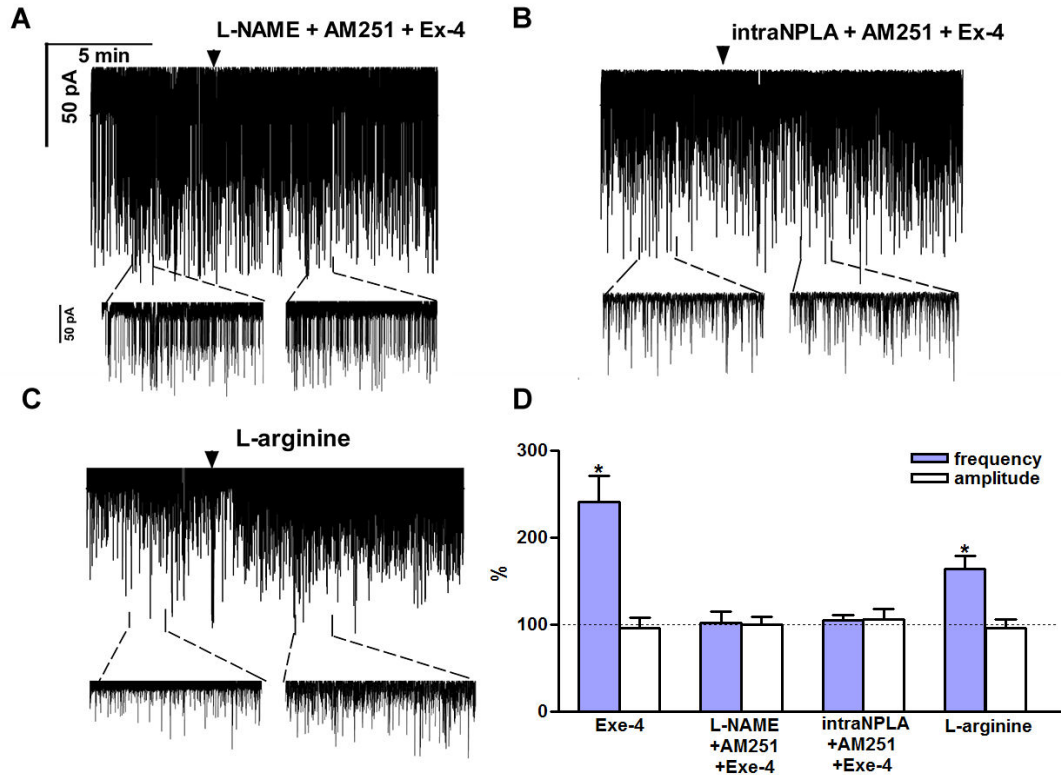 A
L-NAME + AM251 + Ex-4
5 min
50 pA
50 pA
B
intraNPLA + AM251 + Ex-4
C
L-arginine
D
300
200
100
0
%
frequency
amplitude
*
*
Exe-4
L-NAME
+AM251
+Exe-4
intraNPLA
+AM251
+Exe-4
L-arginine